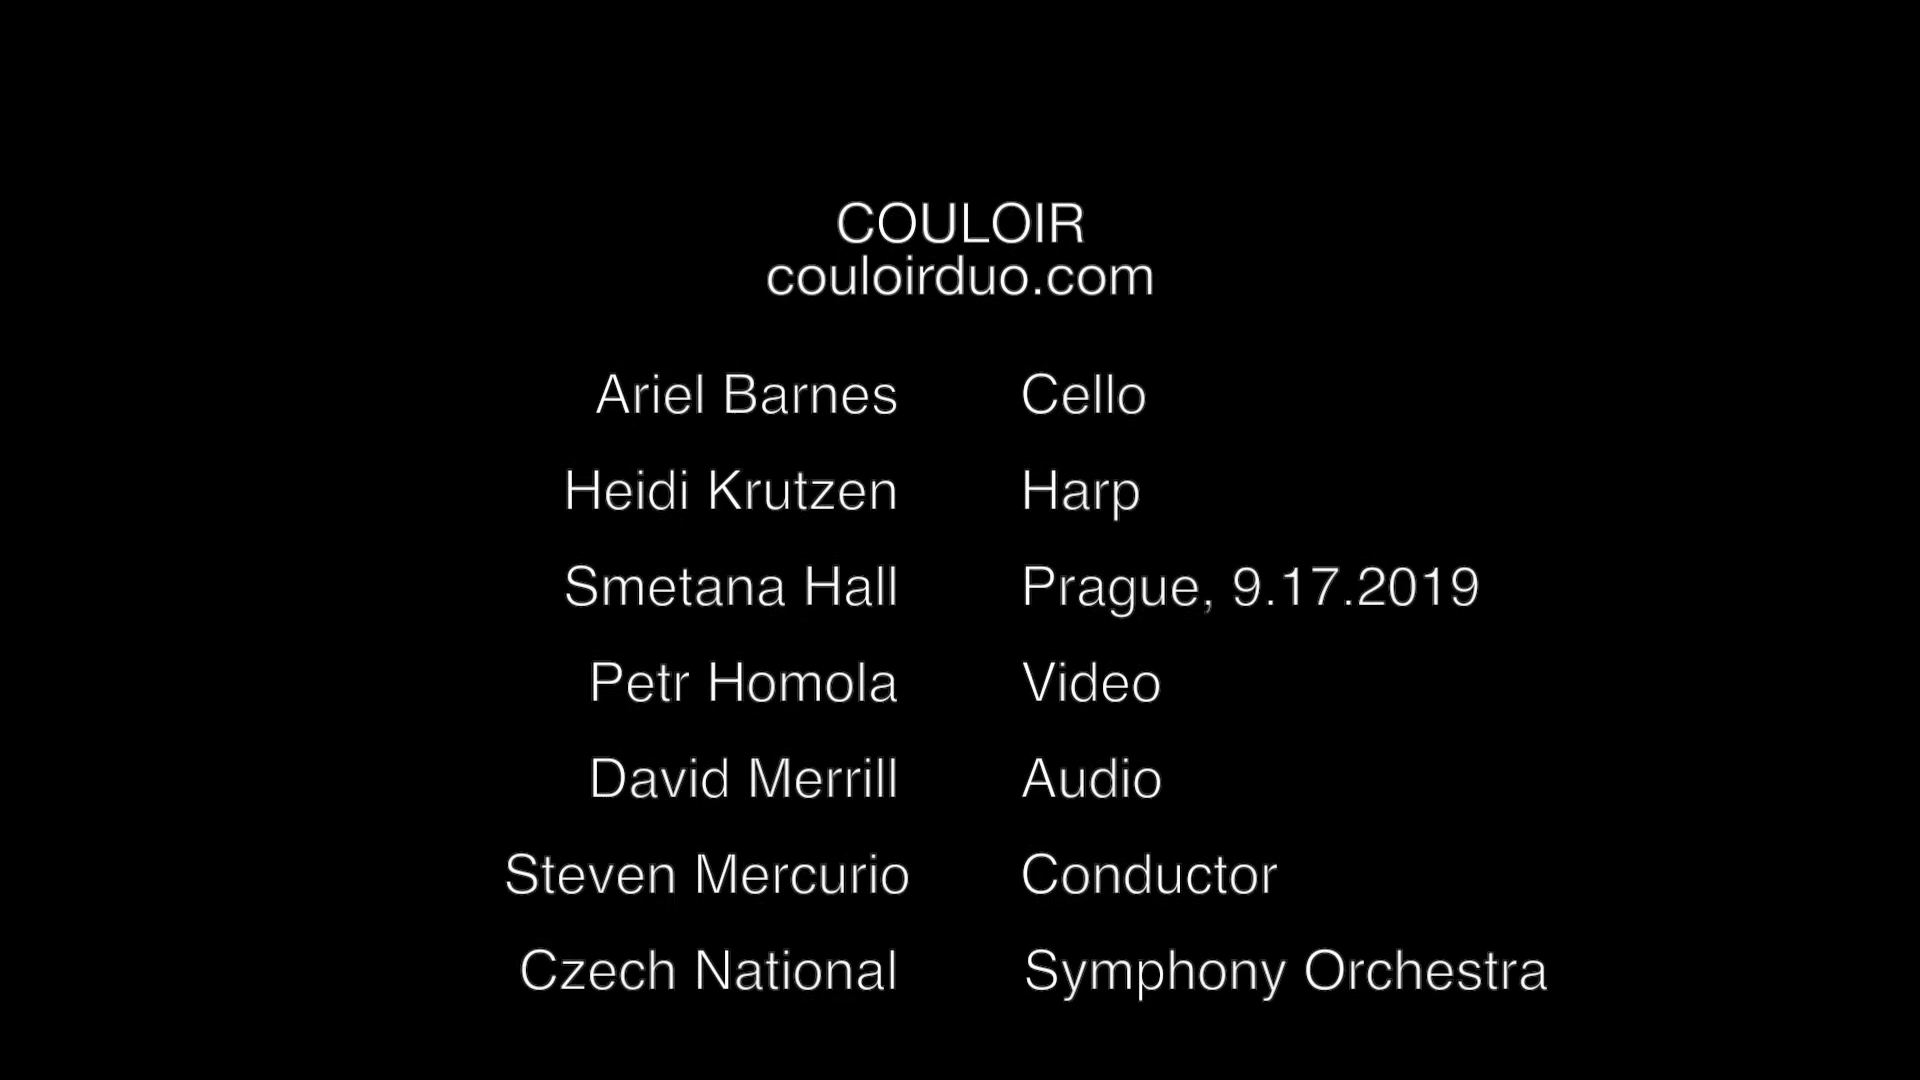 COULOIR
couloirduo.com
Ariel Barnes Cello
Heidi Krutzen Harp
Smetana Hall Prague, 9.17.2019
Petr Homola Video
David Merrill Audio
Steven Mercurio Conductor
Czech National Symphony Orchestra